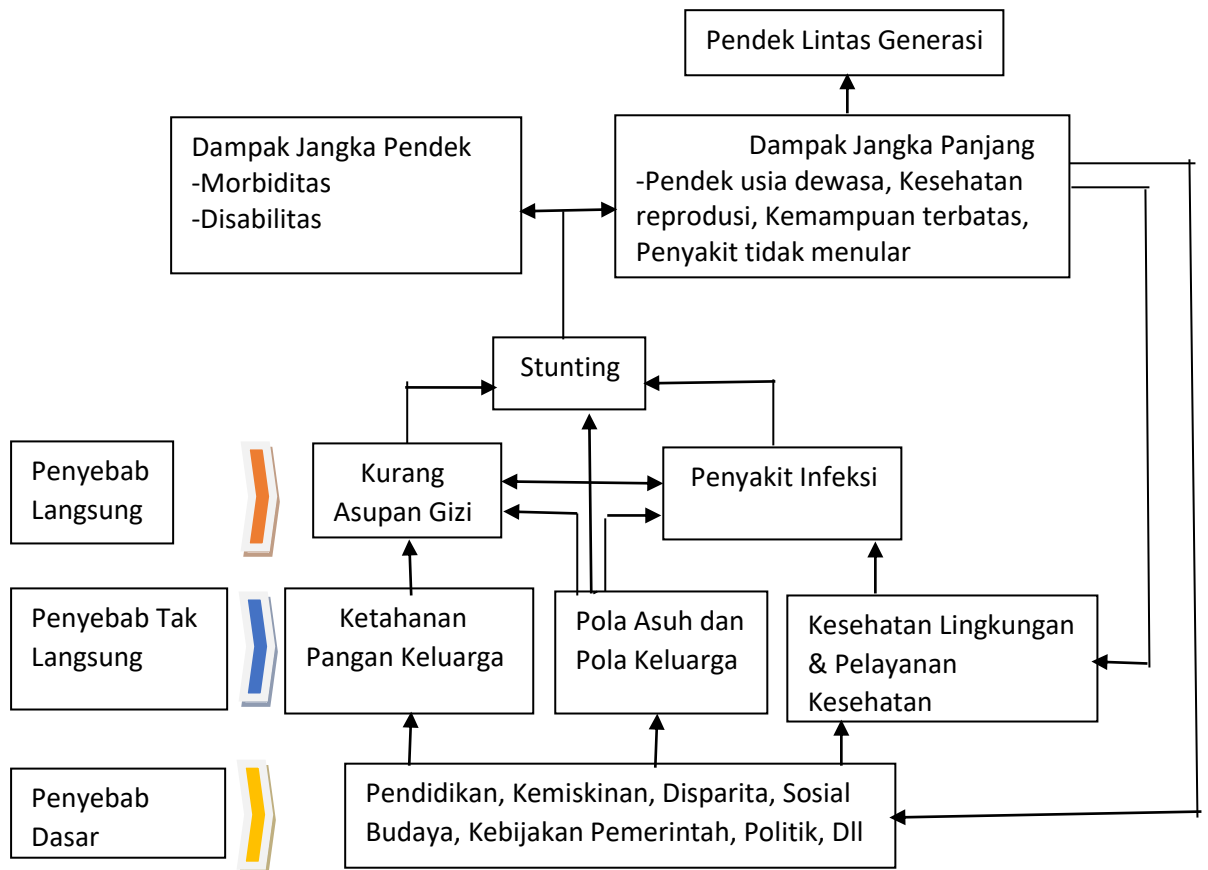 Pendek Lintas Generasi
Dampak Jangka Pendek
-Morbiditas
-Disabilitas
Dampak Jangka Panjang
-Pendek usia dewasa, Kesehatan
reprodusi, Kemampuan terbatas,
Penyakit tidak menular
Stunting
Penyebab
Langsung
Kurang
Asupan Gizi
Penyakit Infeksi
Penyebab Tak
Langsung
Ketahanan
Pangan Keluarga
Pola Asuh dan
Pola Keluarga
Kesehatan Lingkungan
& Pelayanan
Kesehatan
Penyebab
Dasar
Pendidikan, Kemiskinan, Disparita, Sosial
Budaya, Kebijakan Pemerintah, Politik, Dll